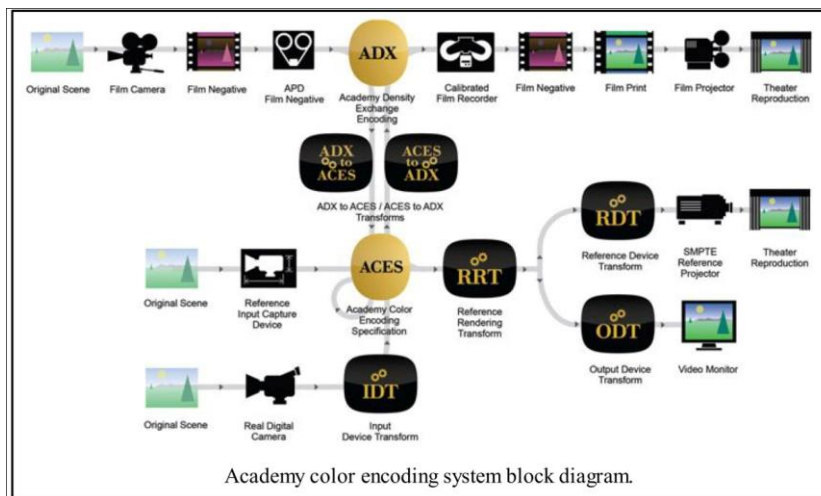 ADX
Original Scene
Film Camera
Film Negative
APD
Film Negative
Academy Density
Exchange
Encoding
Calibrated
Film Recorder
Film Negative
Film Print
Film Projector
Theater
Reproduction
ADX
to
ACES
ACES
to
ADX
ADX to ACES / ACES to ADX
Transforms
RDT
Reference Device
Transform
SMPTE
Reference
Projector
Theater
Reproduction
Original Scene
Reference
Input Capture
Device
ACES
Academy Color
Encoding
Specification
RRT
Reference
Rendering
Transform
ODT
Output Device
Transform
Video Monitor
Original Scene
Real Digital
Camera
IDT
Input
Device Transform
Academy color encoding system block diagram.